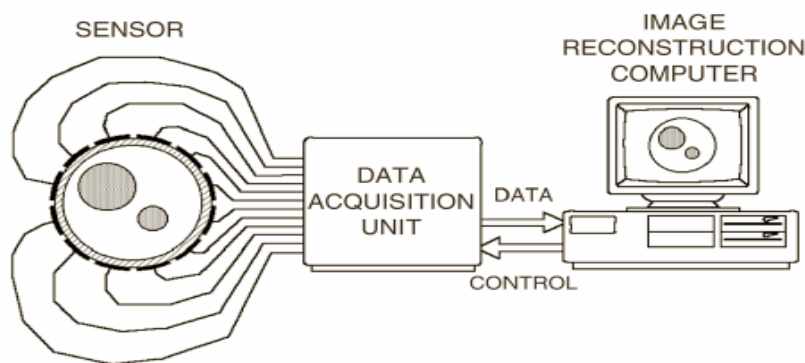 SENSOR
IMAGE
RECONSTRUCTION
COMPUTER
DATA
ACQUISITION
UNIT
DATA
CONTROL